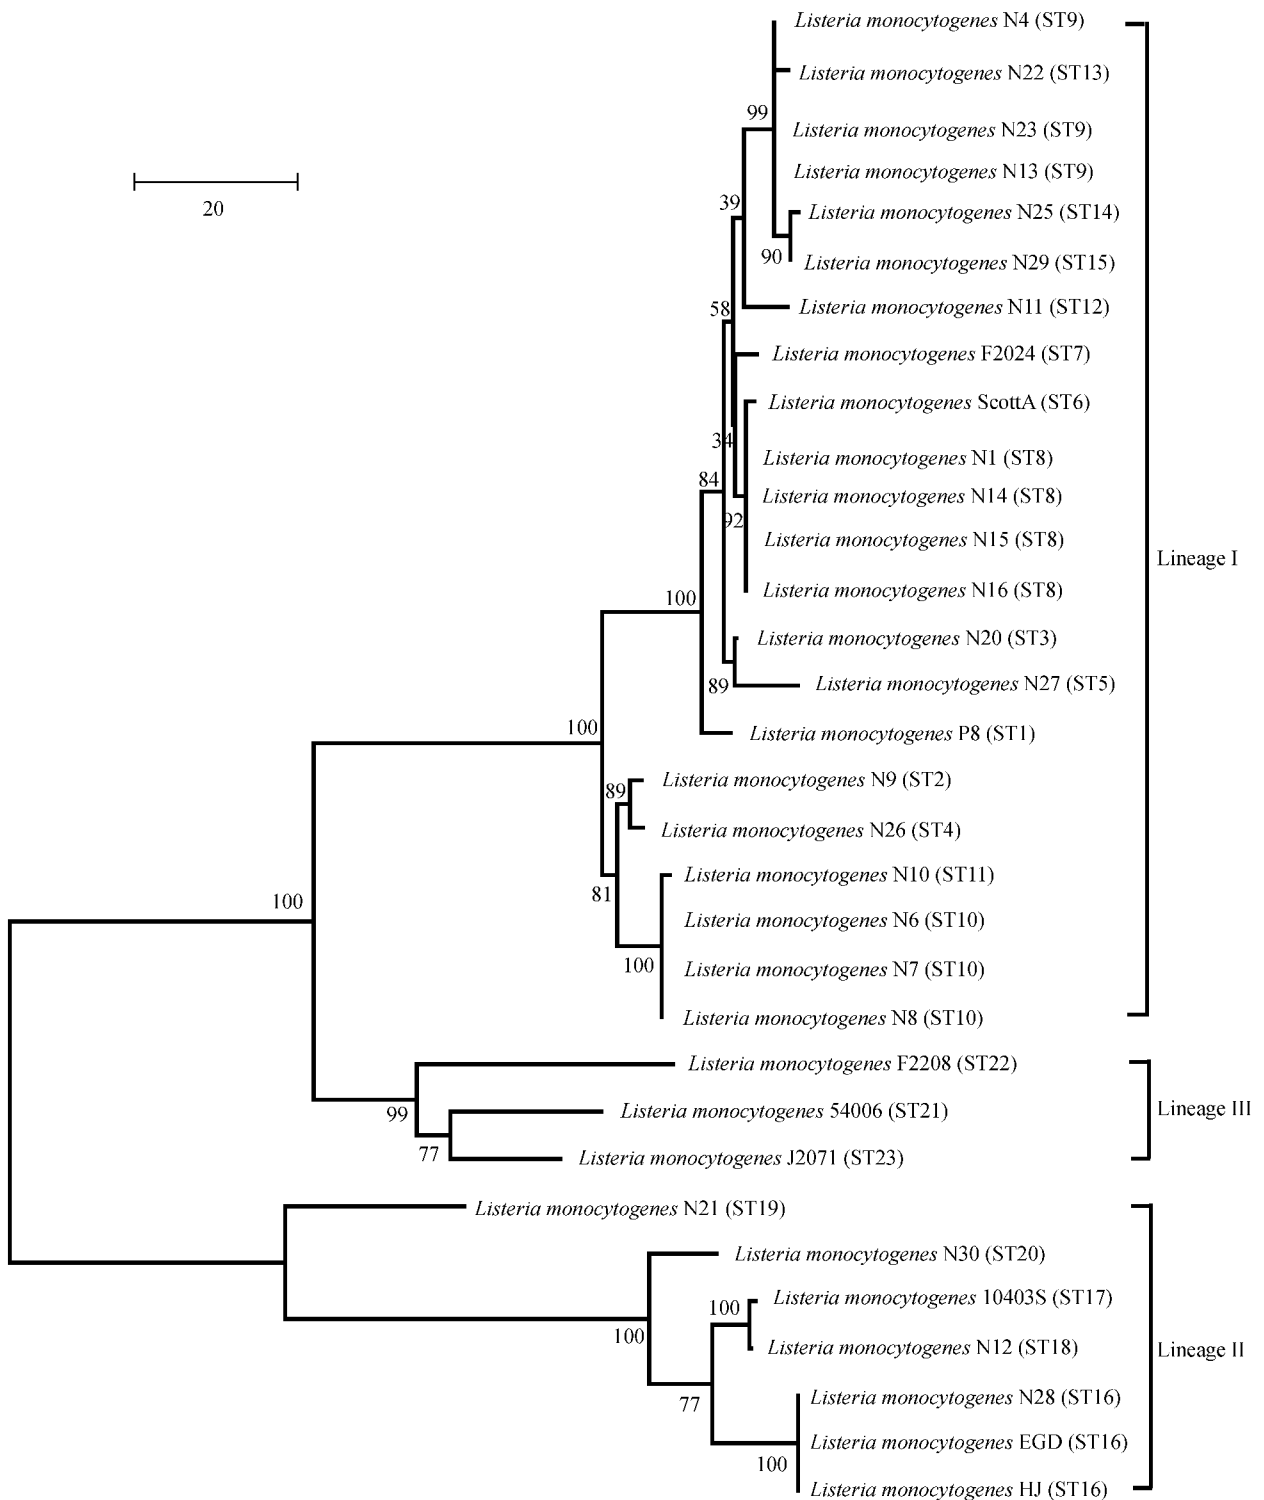 Listeria monocytogenes N4 (ST9)
Listeria monocytogenes N22 (ST13)
99
Listeria monocytogenes N23 (ST9)
Listeria monocytogenes N13 (ST9)
20
39
Listeria monocytogenes N25 (ST14)
90
Listeria monocytogenes N29 (ST15)
58
Listeria monocytogenes N11 (ST12)
Listeria monocytogenes F2024 (ST7)
Listeria monocytogenes ScottA (ST6)
34
Listeria monocytogenes N1 (ST8)
84
Listeria monocytogenes N14 (ST8)
92
Listeria monocytogenes N15 (ST8)
Lineage I
Listeria monocytogenes N16 (ST8)
100
Listeria monocytogenes N20 (ST3)
89
Listeria monocytogenes N27 (ST5)
100
Listeria monocytogenes P8 (ST1)
Listeria monocytogenes N9 (ST2)
89
Listeria monocytogenes N26 (ST4)
Listeria monocytogenes N10 (ST11)
81
100
Listeria monocytogenes N6 (ST10)
100
Listeria monocytogenes N7 (ST10)
Listeria monocytogenes N8 (ST10)
Listeria monocytogenes F2208 (ST22)
99
Listeria monocytogenes 54006 (ST21)
Lineage III
77
Listeria monocytogenes J2071 (ST23)
Listeria monocytogenes N21 (ST19)
Listeria monocytogenes N30 (ST20)
100
Listeria monocytogenes 10403S (ST17)
100
Listeria monocytogenes N12 (ST18)
Lineage II
77
Listeria monocytogenes N28 (ST16)
Listeria monocytogenes EGD (ST16)
100
Listeria monocytogenes HJ (ST16)